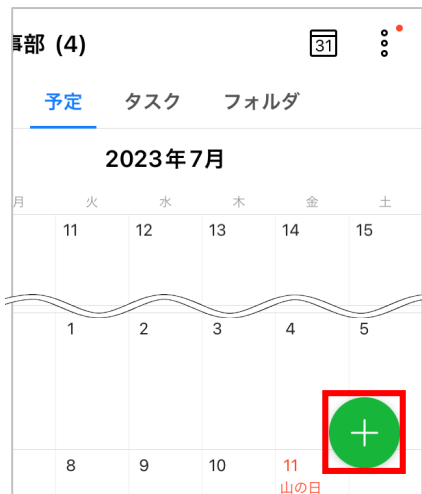 事部 (4)
31
予定 タスク フォルダ
2023年7月
月 火 水 木 金 土
11 12 13 14 15
1 2 3 4 5
8 9 10 11
山の日